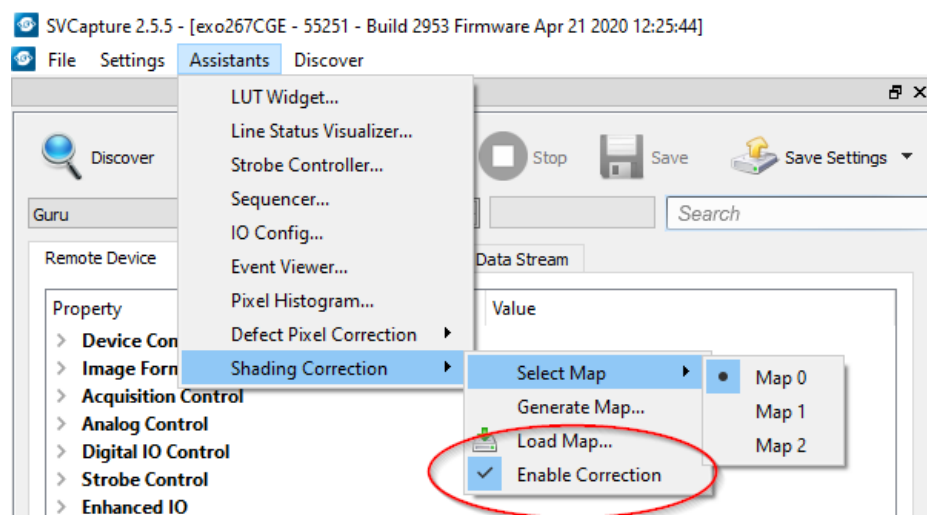 SVCapture 2.5.5 - [exo267CGE - 55251 - Build 2953 Firmware Apr 21 2020 12:25:44]
File Settings Assistants Discover
LUT Widget...
Line Status Visualizer...
Strobe Controller...
Sequencer...
IO Config...
Event Viewer...
Pixel Histogram...
Defect Pixel Correction
Shading Correction
Select Map
Generate Map...
Load Map...
Enable Correction
Map 0
Map 1
Map 2
Discover Stop Save Save Settings
Guru Search
Remote Device Data Stream
Property Value
Device Con
Image Form
Acquisition Control
Analog Control
Digital IO Control
Strobe Control
Enhanced IO